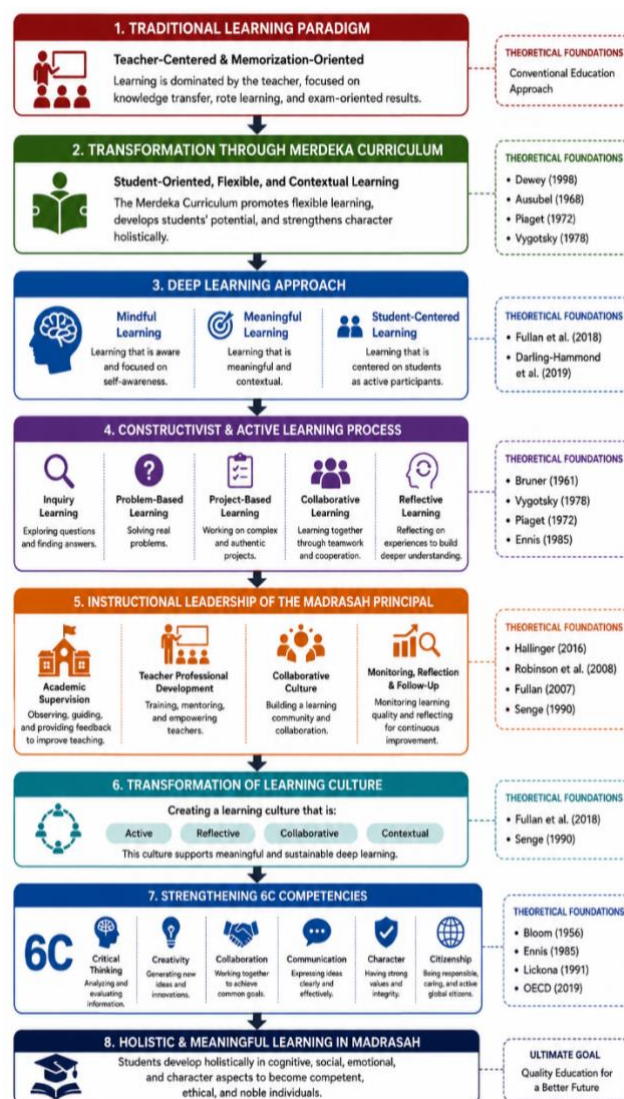 1. TRADITIONAL LEARNING PARADIGM
Teacher-Centered & Memorization-Oriented
Learning is dominated by the teacher, focused on
knowledge transfer, rote learning, and exam-oriented results.
THEORETICAL FOUNDATIONS
Conventional Education
Approach
2. TRANSFORMATION THROUGH MERDEKA CURRICULUM
Student-Oriented, Flexible, and Contextual Learning
The Merdeka Curriculum promotes flexible learning,
develops students' potential, and strengthens character
holistically.
THEORETICAL FOUNDATIONS
• Dewey (1998)
• Ausubel (1968)
• Piaget (1972)
• Vygotsky (1978)
3. DEEP LEARNING APPROACH
Mindful
Learning
Learning that is aware
and focused on
self-awareness.
Meaningful
Learning
Learning that is
meaningful and
contextual.
Student-Centered
Learning
Learning that is
centered on students
as active participants.
THEORETICAL FOUNDATIONS
• Fullan et al. (2018)
• Darling-Hammond
et al. (2019)
4. CONSTRUCTIVIST & ACTIVE LEARNING PROCESS
Inquiry
Learning
Exploring questions
and finding answers.
Problem-Based
Learning
Solving real
problems.
Project-Based
Learning
Working on complex
and authentic
projects.
Collaborative
Learning
Learning together
through teamwork
and cooperation.
Reflective
Learning
Reflecting on
experiences to build
deeper understanding.
THEORETICAL FOUNDATIONS
• Bruner (1961)
• Vygotsky (1978)
• Piaget (1972)
• Ennis (1985)
5. INSTRUCTIONAL LEADERSHIP OF THE MADRASAH PRINCIPAL
Academic
Supervision
Observing, guiding,
and providing feedback
to improve teaching.
Teacher Professional
Development
Training, mentoring,
and empowering
teachers.
Collaborative
Culture
Building a learning
community and
collaboration.
Monitoring, Reflection
& Follow-Up
Monitoring learning
quality and reflecting
for continuous
improvement.
THEORETICAL FOUNDATIONS
• Hallinger (2016)
• Robinson et al. (2008)
• Fullan (2007)
• Senge (1990)
6. TRANSFORMATION OF LEARNING CULTURE
Creating a learning culture that is:
Active
Reflective
Collaborative
Contextual
This culture supports meaningful and sustainable deep learning.
THEORETICAL FOUNDATIONS
• Fullan et al. (2018)
• Senge (1990)
7. STRENGTHENING 6C COMPETENCIES
6C
Critical
Thinking
Analyzing and
evaluating
information.
Creativity
Generating new
ideas and
innovations.
Collaboration
Working together
to achieve
common goals.
Communication
Expressing ideas
clearly and
effectively.
Character
Having strong
values and
integrity.
Citizenship
Being responsible,
caring, and active
global citizens.
THEORETICAL FOUNDATIONS
• Bloom (1956)
• Ennis (1985)
• Lickona (1991)
• OECD (2019)
8. HOLISTIC & MEANINGFUL LEARNING IN MADRASAH
Students develop holistically in cognitive, social, emotional,
and character aspects to become competent,
ethical, and noble individuals.
ULTIMATE GOAL
Quality Education for
a Better Future